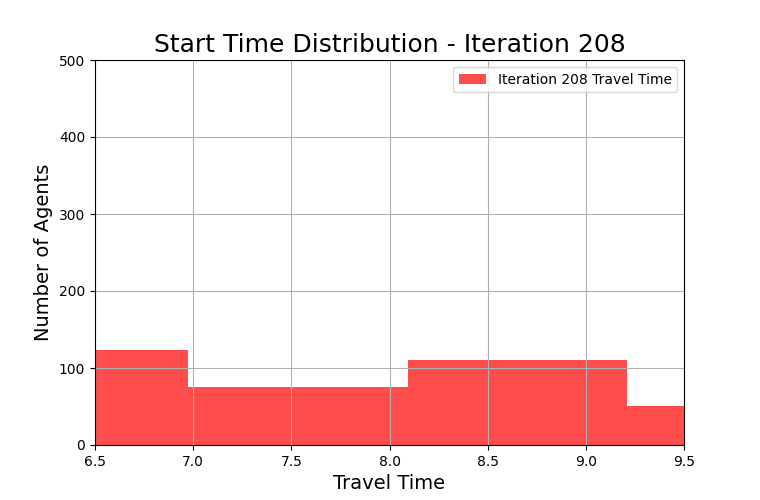 Start Time Distribution - Iteration 208
Iteration 208 Travel Time
Number of Agents
500
400
300
200
100
0
6.5 7.0 7.5 8.0 8.5 9.0 9.5
Travel Time